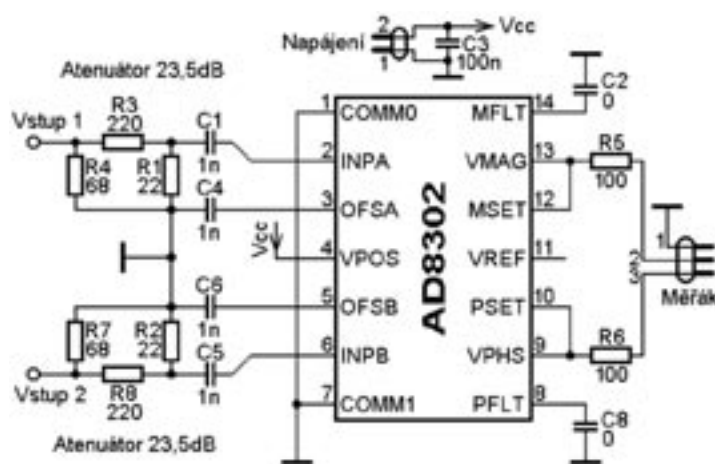 Napájení
2
1
Vcc
C3
100n
Atenuátor 23,5dB
Vstup 1
R3
220
C1
1n
R4
68
R1
22
C4
1n
Vcc
C6
1n
R7
68
R2
22
C5
1n
Vstup 2
R8
220
Atenuátor 23,5dB
AD8302
1
COMM0
2
INPA
3
OFSA
4
VPOS
5
OFSB
6
INPB
7
COMM1
MFLT
14
VMAG
13
MSET
12
VREF
11
PSET
10
VPHS
9
PFLT
8
C2
0
R5
100
1
2
3
Měřák
R6
100
C8
0